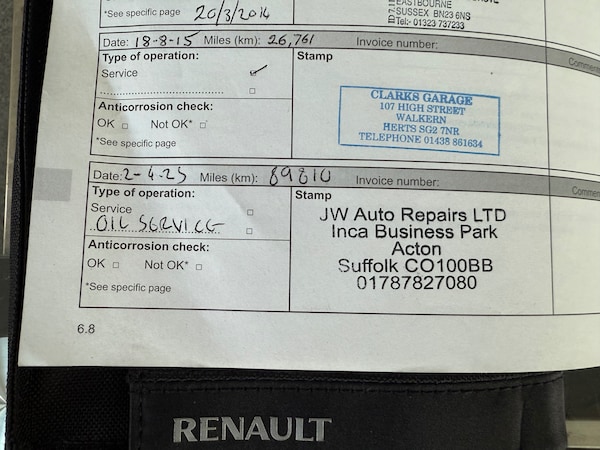 *See specific page 20/3/2014
EASTBOURNE
SUSSEX BN23 6NS
Tel:- 01323 737233
Date: 18-8-15 Miles (km): 26,761 Invoice number:
Type of operation:
Service
Anticorrosion check:
OK Not OK*
*See specific page
Stamp
CLARKS GARAGE
107 HIGH STREET
WALKERN
HERTS SG2 7NR
TELEPHONE 01438 861634
Comment
Date: 2-4-23 Miles (km): 89810 Invoice number:
Type of operation:
Service
OIL SERVICE
Anticorrosion check:
OK Not OK*
*See specific page
Stamp
JW Auto Repairs LTD
Inca Business Park
Acton
Suffolk CO100BB
01787827080
Comment
6.8
RENAULT